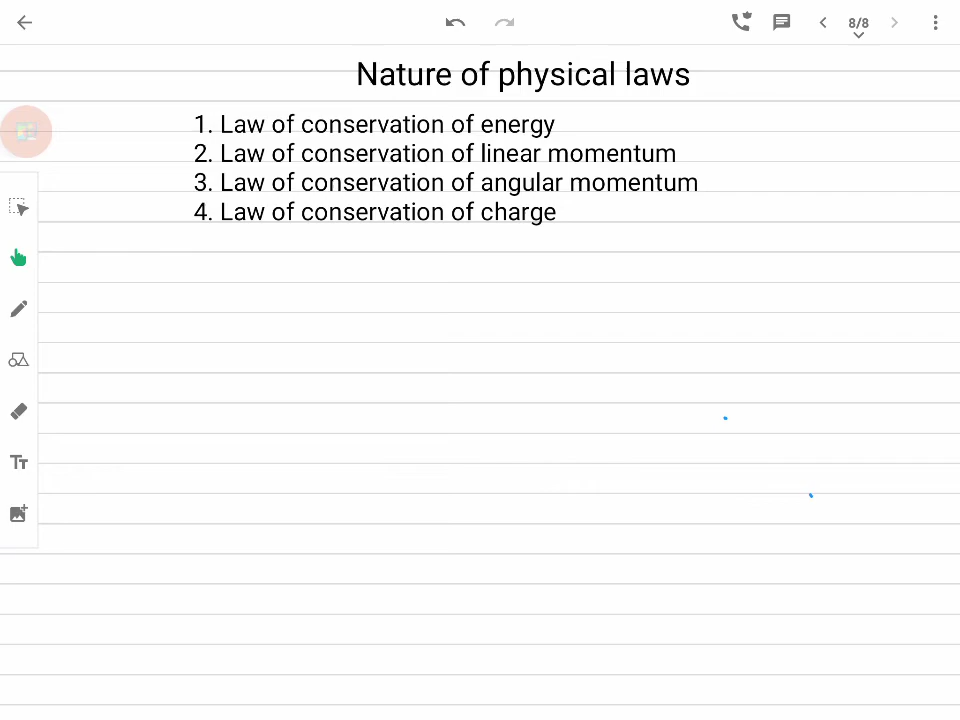 8/8
Nature of physical laws
1. Law of conservation of energy
2. Law of conservation of linear momentum
3. Law of conservation of angular momentum
4. Law of conservation of charge
TT